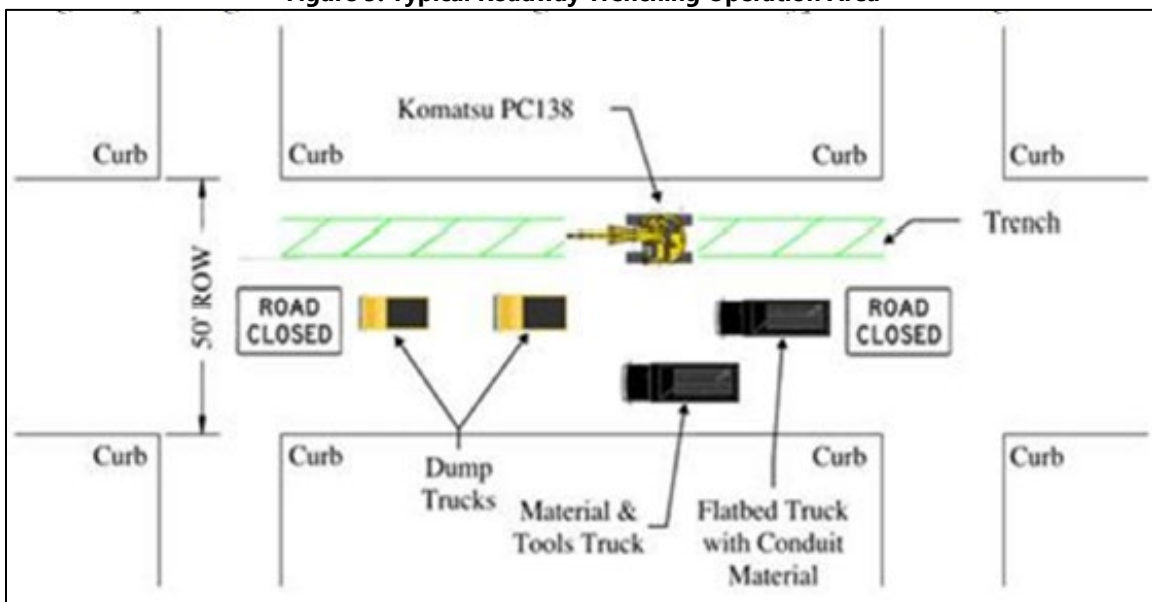 Komatsu PC138
Curb
Curb
Curb
Curb
Trench
50' ROW
ROAD
CLOSED
ROAD
CLOSED
Curb
Curb
Curb
Curb
Dump
Trucks
Material &
Tools Truck
Flatbed Truck
with Conduit
Material